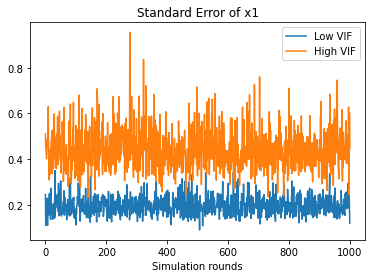 Standard Error of x1
Low VIF
High VIF
0.8
0.6
0.4
0.2
0 200 400 600 800 1000
Simulation rounds